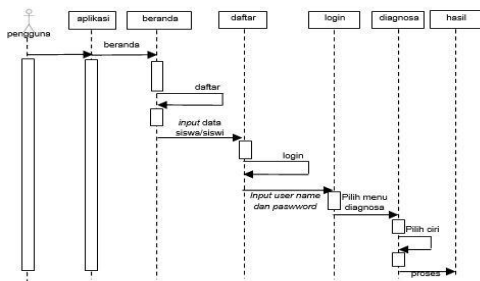 pengguna
aplikasi
beranda
daftar
login
diagnosa
hasil
beranda
daftar
input data
siswa/siswi
login
Input user name
dan paswword
Pilih menu
diagnosa
Pilih ciri
proses